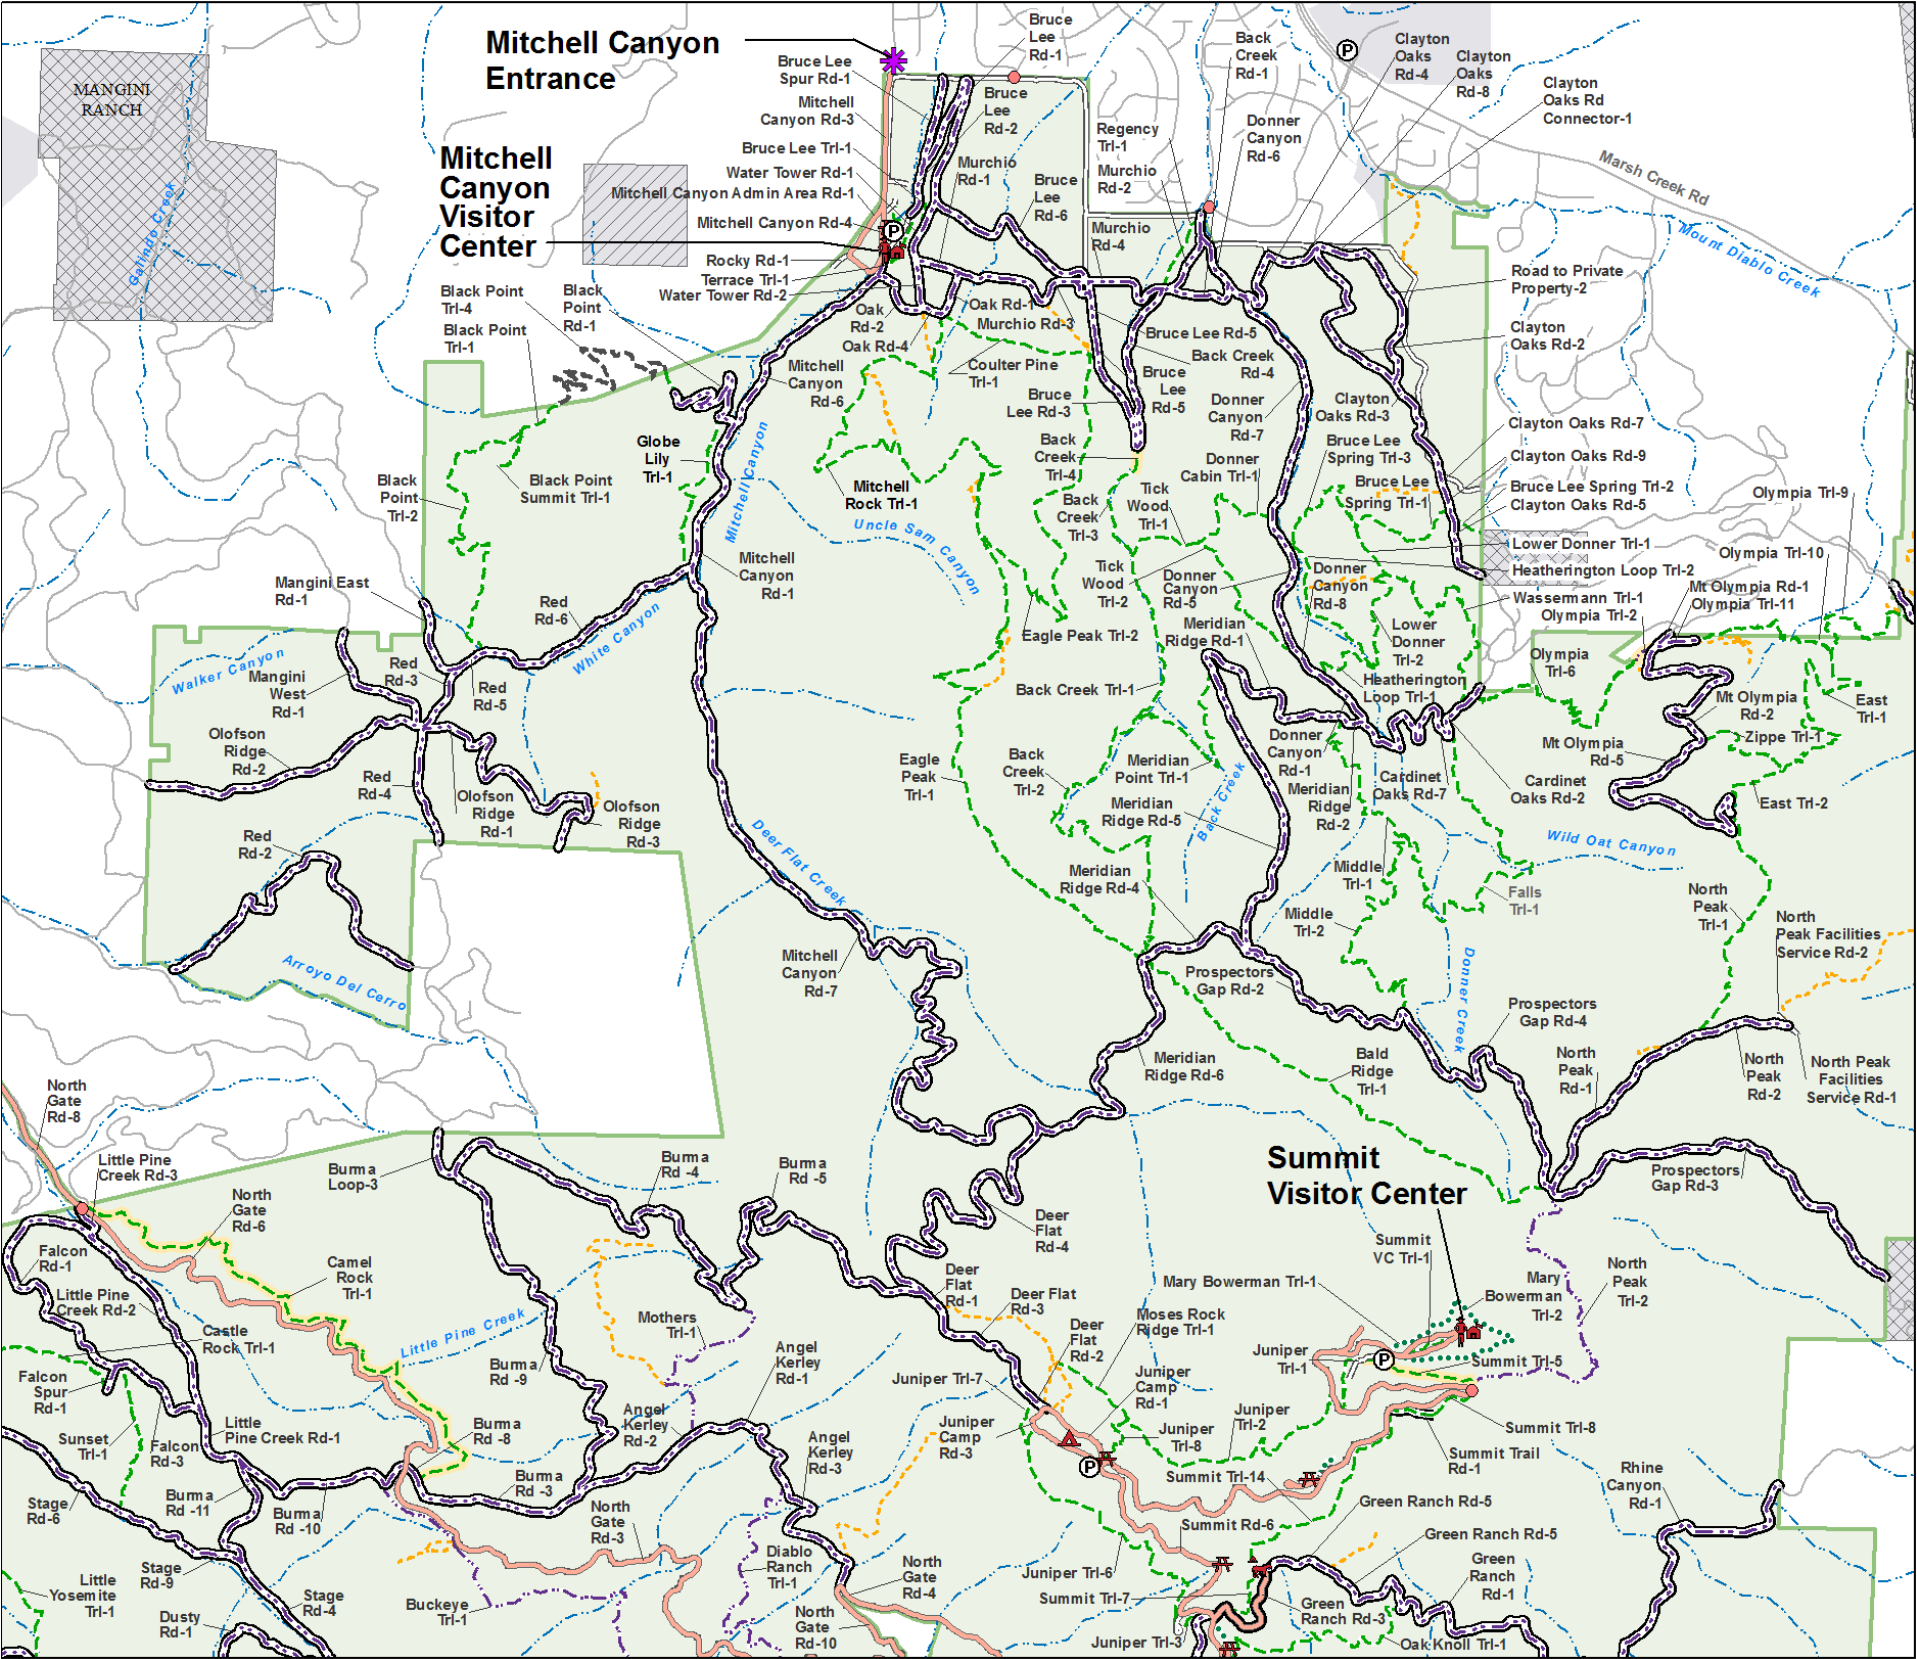 Mitchell Canyon
Entrance
MANGINI
RANCH
Bruce
Lee
Rd-1
Bruce Lee
Spur Rd-1
Mitchell
Canyon Rd-3
Bruce
Lee
Rd-2
Back
Creek
Rd-1
P
Clayton
Oaks
Rd-4
Clayton
Oaks
Rd-8
Clayton
Oaks Rd
Connector-1
Donner
Canyon
Rd-6
Regency
Trl-1
Murchio
Rd-2
Marsh Creek Rd
Mitchell
Canyon
Visitor
Center
Bruce Lee Trl-1
Water Tower Rd-1
Mitchell Canyon Admin Area Rd-1
Mitchell Canyon Rd-4
Murchio
Rd-1
Bruce
Lee
Rd-6
Murchio
Rd-4
P
Galindo Creek
Mount Diablo Creek
Rocky Rd-1
Terrace Trl-1
Water Tower Rd-2
Road to Private
Property-2
Black Point
Trl-4
Black Point
Trl-1
Black
Point
Rd-1
Oak
Rd-2
Oak Rd-4
Oak Rd-1
Murchio Rd-3
Bruce Lee Rd-5
Clayton
Oaks Rd-2
Mitchell
Canyon
Rd-6
Coulter Pine
Trl-1
Back Creek
Rd-4
Bruce
Lee
Rd-5
Bruce
Lee Rd-3
Donner
Canyon
Rd-7
Clayton
Oaks Rd-3
Clayton Oaks Rd-7
Globe
Lily
Trl-1
Mitchell Canyon
Back
Creek
Trl-4
Donner
Cabin Trl-1
Bruce Lee
Spring Trl-3
Clayton Oaks Rd-9
Black
Point
Trl-2
Black Point
Summit Trl-1
Mitchell
Rock Trl-1
Tick
Wood
Trl-1
Bruce Lee
Spring Trl-1
Bruce Lee Spring Trl-2
Clayton Oaks Rd-5
Olympia Trl-9
Uncle Sam Canyon
Back
Creek
Trl-3
Lower Donner Trl-1
Olympia Trl-10
Mangini East
Rd-1
Mitchell
Canyon
Rd-1
Tick
Wood
Trl-2
Donner
Canyon
Rd-5
Donner
Canyon
Rd-8
Heatherington Loop Trl-2
Mt Olympia Rd-1
Wassermann Trl-1
Olympia Trl-11
Olympia Trl-2
Red
Rd-6
White Canyon
Eagle Peak Trl-2
Meridian
Ridge Rd-1
Lower
Donner
Trl-2
Walker Canyon
Mangini
West
Rd-1
Red
Rd-3
Red
Rd-5
Back Creek Trl-1
Heatherington
Loop Trl-1
Olympia
Trl-6
Mt Olympia
Rd-2
East
Trl-1
Olofson
Ridge
Rd-2
Red
Rd-4
Olofson
Ridge
Rd-1
Olofson
Ridge
Rd-3
Eagle
Peak
Trl-1
Back
Creek
Trl-2
Meridian
Point Trl-1
Meridian
Ridge Rd-5
Back Creek
Donner
Canyon
Rd-1
Meridian
Ridge
Rd-2
Cardinet
Oaks Rd-7
Cardinet
Oaks Rd-2
Mt Olympia
Rd-5
Zippe Trl-1
East Trl-2
Red
Rd-2
Deer Flat Creek
Meridian
Ridge Rd-4
Middle
Trl-1
Wild Oat Canyon
Falls
Trl-1
Middle
Trl-2
North
Peak
Trl-1
North
Peak Facilities
Service Rd-2
Arroyo Del Cerro
Mitchell
Canyon
Rd-7
Prospectors
Gap Rd-2
Donner Creek
Prospectors
Gap Rd-4
Meridian
Ridge Rd-6
Bald
Ridge
Trl-1
North
Peak
Rd-1
North
Peak
Rd-2
North Peak
Facilities
Service Rd-1
North
Gate
Rd-8
Little Pine
Creek Rd-3
Burma
Loop-3
Burma
Rd -4
Burma
Rd -5
Summit
Visitor Center
Prospectors
Gap Rd-3
North
Gate
Rd-6
Deer
Flat
Rd-4
Falcon
Rd-1
Camel
Rock
Trl-1
Deer
Flat
Rd-1
Deer Flat
Rd-3
Mary Bowerman Trl-1
Summit
VC Trl-1
Mary
Bowerman
Trl-2
North
Peak
Trl-2
Little Pine
Creek Rd-2
Castle
Rock Trl-1
Little Pine Creek
Mothers
Trl-1
Moses Rock
Ridge Trl-1
Deer
Flat
Rd-2
Juniper
Trl-1
P
Summit Trl-5
Falcon
Spur
Rd-1
Burma
Rd -9
Angel
Kerley
Rd-1
Juniper Trl-7
Juniper
Camp
Rd-1
Sunset
Trl-1
Falcon
Rd-3
Little
Pine Creek Rd-1
Burma
Rd -8
Angel
Kerley
Rd-2
Angel
Kerley
Rd-3
Juniper
Camp
Rd-3
Juniper
Trl-8
Juniper
Trl-2
Summit Trl-8
Summit Trail
Rd-1
P
Summit Trl-14
Rhine
Canyon
Rd-1
Stage
Rd-6
Burma
Rd -11
Burma
Rd -10
Burma
Rd -3
North
Gate
Rd-3
Summit Rd-6
Green Ranch Rd-5
Green Ranch Rd-5
Stage
Rd-9
Diablo
Ranch
Trl-1
North
Gate
Rd-4
Juniper Trl-6
Green
Ranch
Rd-1
Little
Yosemite
Trl-1
Stage
Rd-4
Buckeye
Trl-1
Summit Trl-7
Green
Ranch Rd-3
Dusty
Rd-1
North
Gate
Rd-10
Juniper Trl-3
Oak Knoll Trl-1